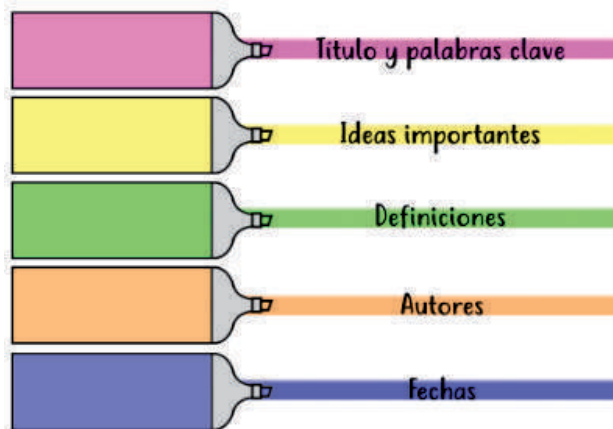 Título y palabras clave
Ideas importantes
Definiciones
Autores
Fechas